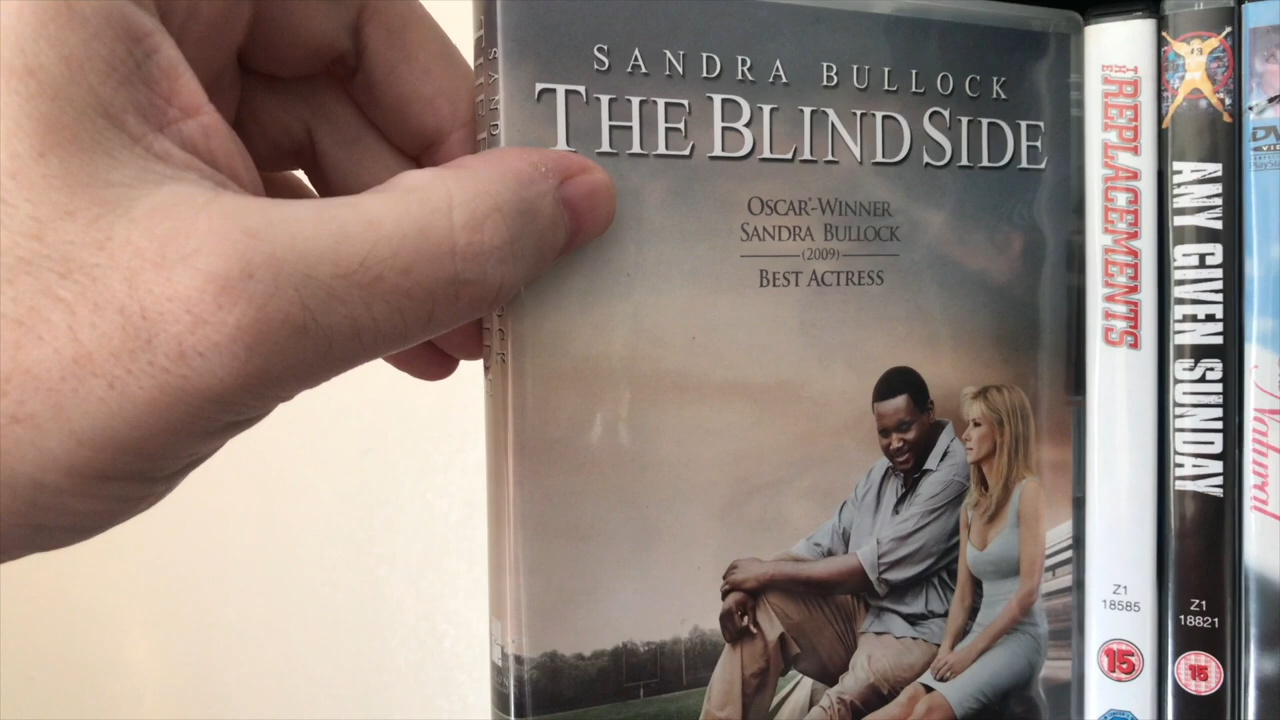 SANDRA BULLOCK
THE BLIND SIDE
OSCAR®-WINNER
SANDRA BULLOCK
(2009)
BEST ACTRESS
THE REPLACEMENTS
Z1
18585
15
ANY GIVEN SUNDAY
Z1
18821
15
Natural